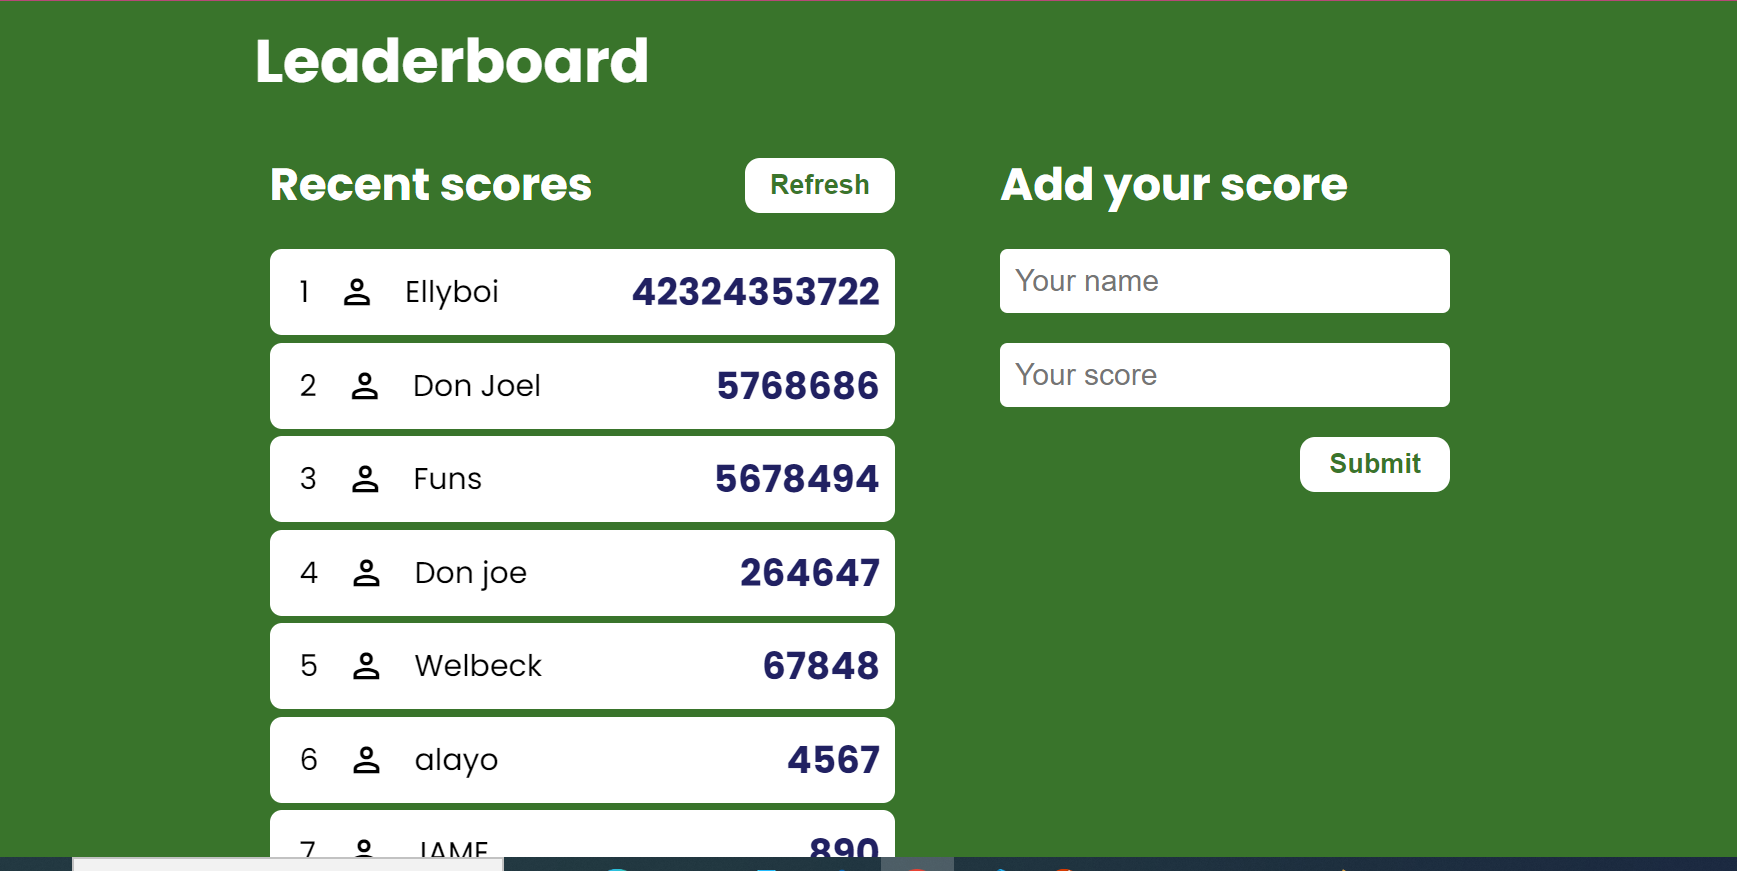 Leaderboard
Recent scores
Refresh
1 Ellyboi 42324353722
2 Don Joel 5768686
3 Funs 5678494
4 Don joe 264647
5 Welbeck 67848
6 alayo 4567
7 890
Add your score
Your name
Your score
Submit